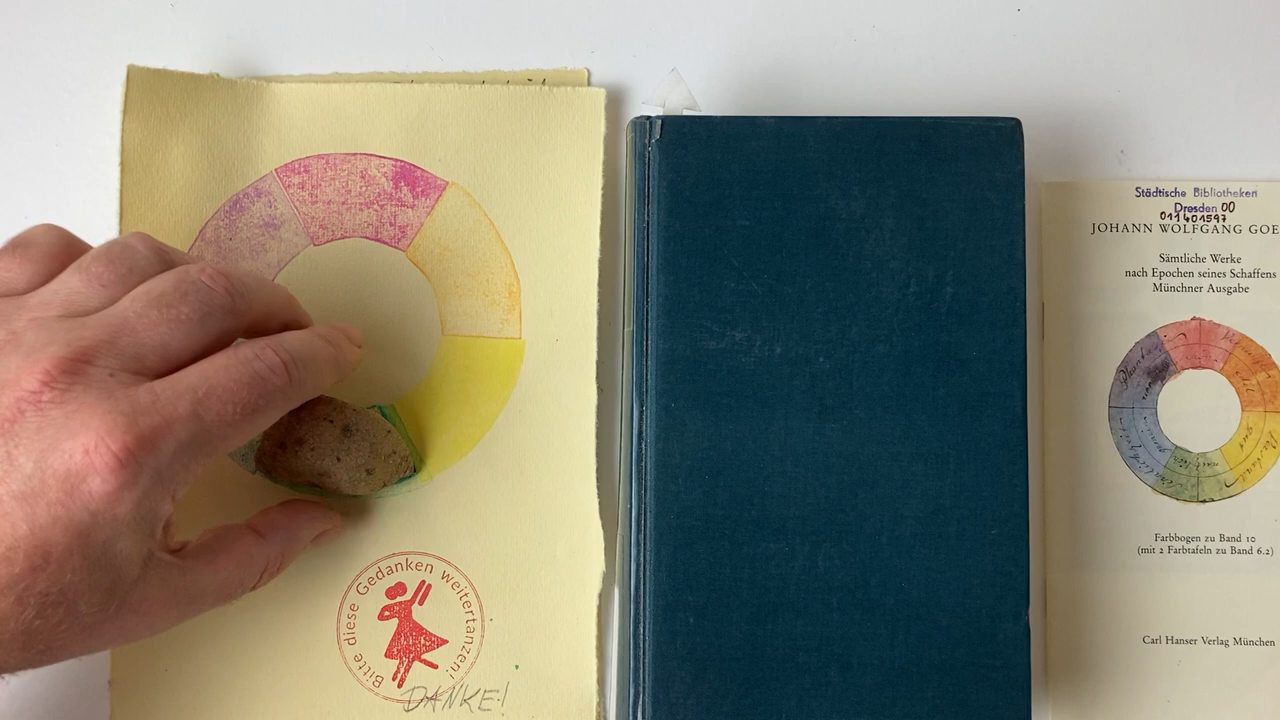 Bitte diese Gedanken weitertanzen!
DANKE!
Städtische Bibliotheken
Dresden 00
011401597
JOHANN WOLFGANG GOE
Sämtliche Werke
nach Epochen seines Schaffens
Münchner Ausgabe
Farbbogen zu Band 10
(mit 2 Farbtafeln zu Band 6.2)
Carl Hanser Verlag München